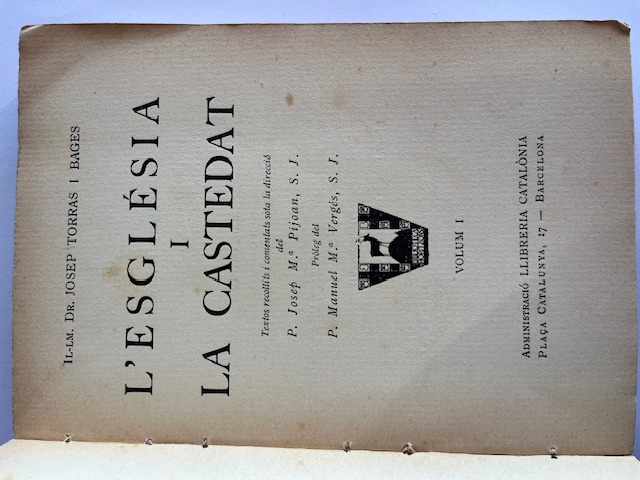 IL·LM. DR. JOSEP TORRAS I BAGES
L'ESGLÉSIA
I
LA CASTEDAT
Textos recollits i comentats sota la direcció
del
P. Josep M.ª Pijoan, S. J.
Pròleg del
P. Manuel M.ª Vergés, S. J.
VOLUM I
ADMINISTRACIÓ LLIBRERIA CATALÒNIA
PLAÇA CATALUNYA, 17 — BARCELONA